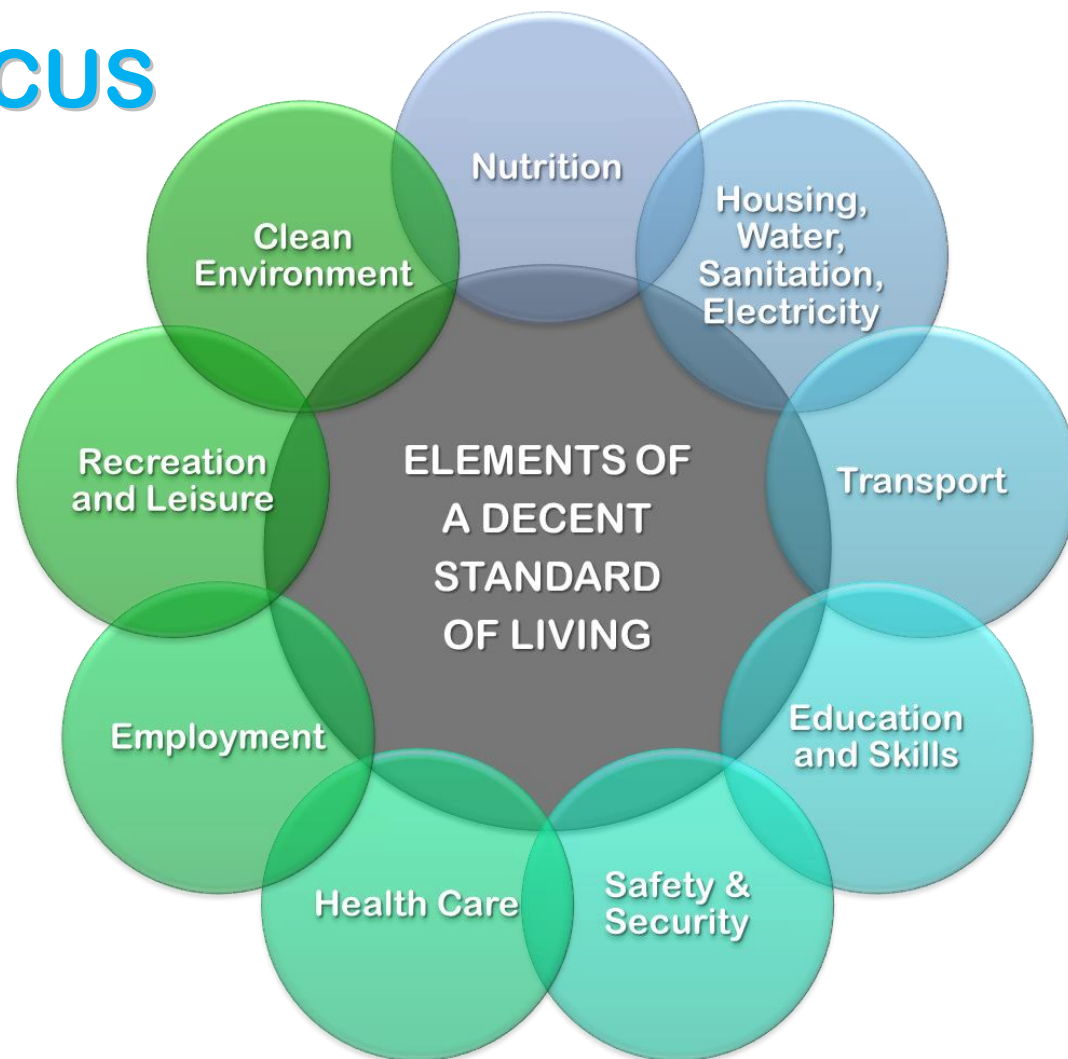 CUS
Nutrition
Housing,
Water,
Sanitation,
Electricity
Transport
Education
and Skills
Safety &
Security
Health Care
Employment
Recreation
and Leisure
Clean
Environment
ELEMENTS OF
A DECENT
STANDARD
OF LIVING